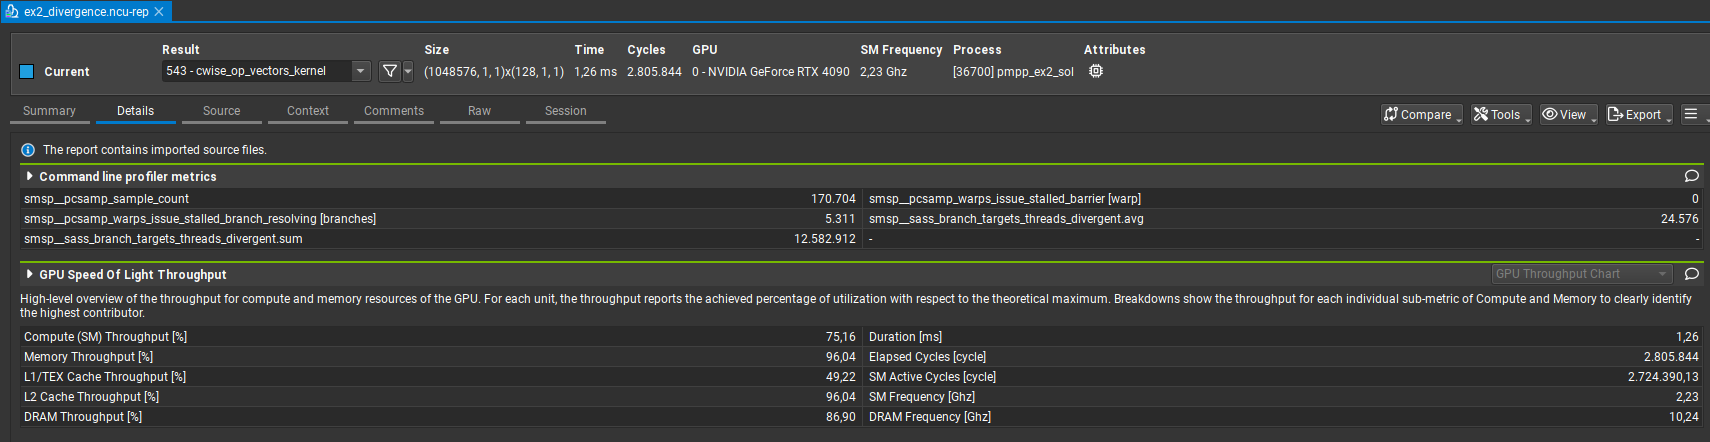 ex2_divergence.ncu-rep
Result Size Time Cycles GPU SM Frequency Process Attributes
Current 543 - cwise_op_vectors_kernel (1048576, 1, 1)x(128, 1, 1) 1,26 ms 2.805.844 0 - NVIDIA GeForce RTX 4090 2,23 Ghz [36700] pmpp_ex2_sol
Summary Details Source Context Comments Raw Session Compare Tools View Export
The report contains imported source files.
Command line profiler metrics
smsp__pcsamp_sample_count 170.704 smsp__pcsamp_warps_issue_stalled_barrier [warp] 0
smsp__pcsamp_warps_issue_stalled_branch_resolving [branches] 5.311 smsp__sass_branch_targets_threads_divergent.avg 24.576
smsp__sass_branch_targets_threads_divergent.sum 12.582.912 - -
GPU Speed Of Light Throughput GPU Throughput Chart
High-level overview of the throughput for compute and memory resources of the GPU. For each unit, the throughput reports the achieved percentage of utilization with respect to the theoretical maximum. Breakdowns show the throughput for each individual sub-metric of Compute and Memory to clearly identify
the highest contributor.
Compute (SM) Throughput [%] 75,16 Duration [ms] 1,26
Memory Throughput [%] 96,04 Elapsed Cycles [cycle] 2.805.844
L1/TEX Cache Throughput [%] 49,22 SM Active Cycles [cycle] 2.724.390,13
L2 Cache Throughput [%] 96,04 SM Frequency [Ghz] 2,23
DRAM Throughput [%] 86,90 DRAM Frequency [Ghz] 10,24